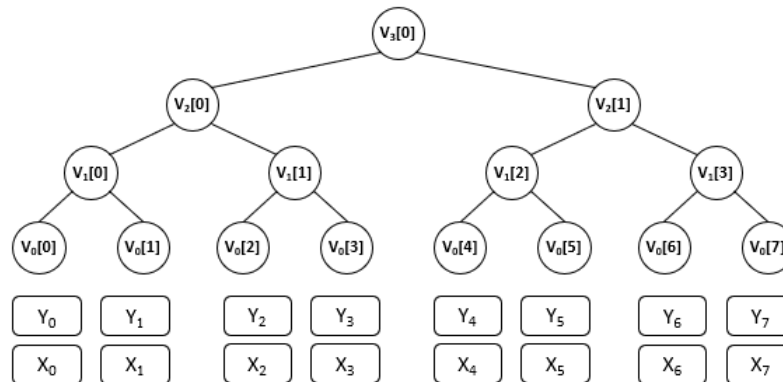 V₃[0]
V₂[0] V₂[1]
V₁[0] V₁[1] V₁[2] V₁[3]
V₀[0] V₀[1] V₀[2] V₀[3] V₀[4] V₀[5] V₀[6] V₀[7]
Y₀ Y₁ Y₂ Y₃ Y₄ Y₅ Y₆ Y₇
X₀ X₁ X₂ X₃ X₄ X₅ X₆ X₇